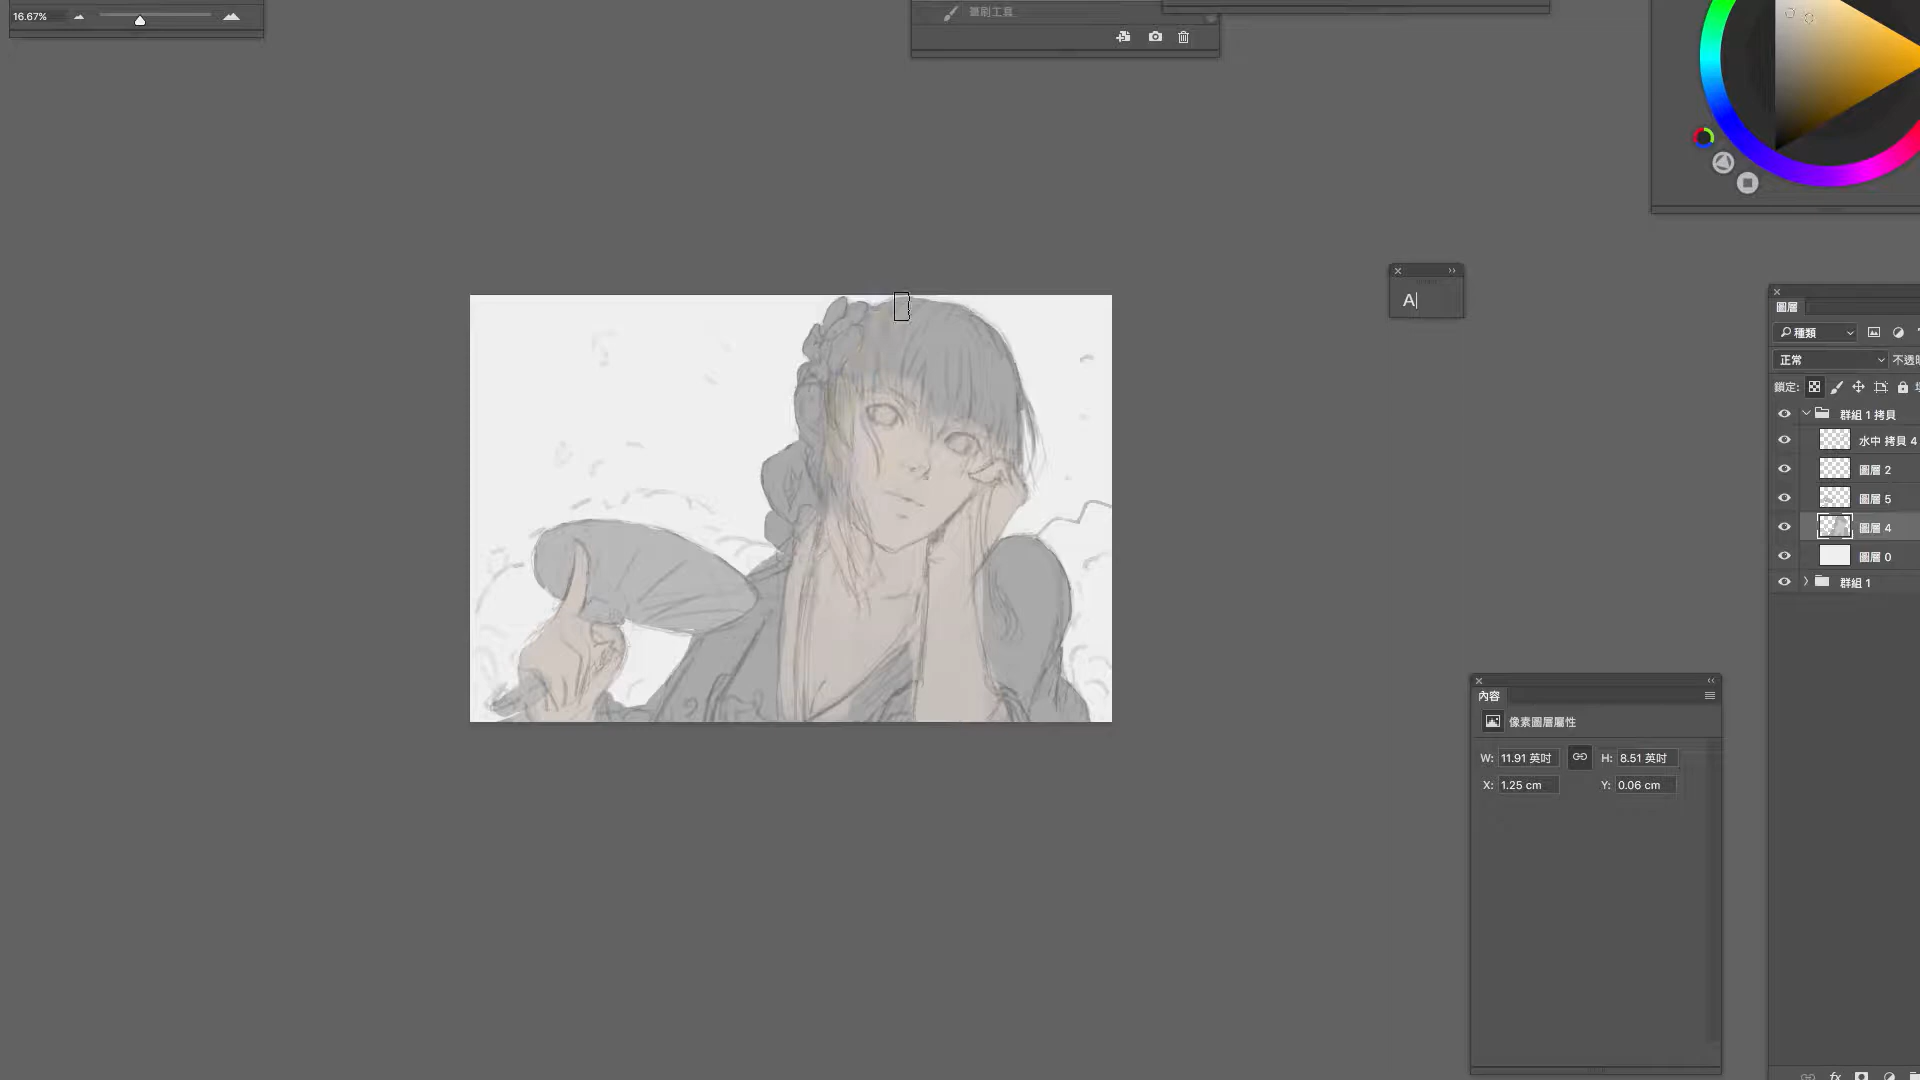 16.67%
筆刷工具
A
圖層
種類
正常
不透明
鎖定:
群組 1 拷貝
水中 拷貝 4
圖層 2
圖層 5
圖層 4
圖層 0
群組 1
內容
像素圖層屬性
W: 11.91 英吋 H: 8.51 英吋
X: 1.25 cm Y: 0.06 cm
fx